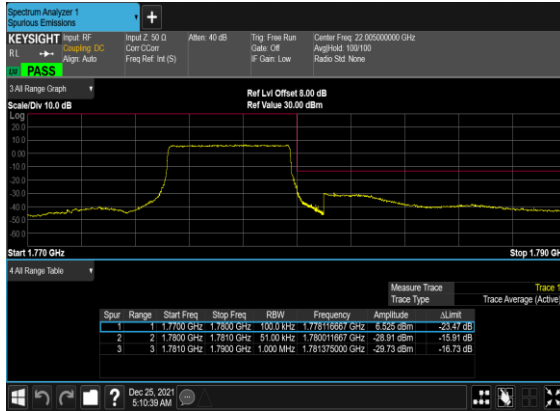 Spectrum Analyzer 1
Spurious Emissions
+
KEYSIGHT Input: RF Input Z: 50 Ω Atten: 40 dB Trig: Free Run Center Freq: 22.005000000 GHz
RL Coupling: DC Corr CCorr Gate: Off Avg|Hold: 100/100
Align: Auto Freq Ref: Int (S) IF Gain: Low Radio Std: None
PASS
3 All Range Graph
Ref Lvl Offset 8.00 dB
Scale/Div 10.0 dB Ref Value 30.00 dBm
Log
20.0
10.0
0.00
-10.0
-20.0
-30.0
-40.0
-50.0
-60.0
Start 1.770 GHz Stop 1.790 GH
4 All Range Table
Measure Trace Trace 1
Trace Type Trace Average (Active)
Spur Range Start Freq Stop Freq RBW Frequency Amplitude ΔLimit
1 1 1.7700 GHz 1.7800 GHz 100.0 kHz 1.778116667 GHz 6.525 dBm -23.47 dB
2 2 1.7800 GHz 1.7810 GHz 51.00 kHz 1.780011667 GHz -28.91 dBm -15.91 dB
3 3 1.7810 GHz 1.7900 GHz 1.000 MHz 1.781375000 GHz -29.73 dBm -16.73 dB
? Dec 25, 2021
5:10:39 AM